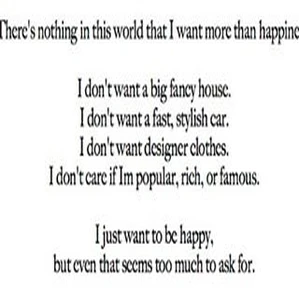 There's nothing in this world that I want more than happine
I don't want a big fancy house.
I don't want a fast, stylish car.
I don't want designer clothes.
I don't care if Im popular, rich, or famous.
I just want to be happy,
but even that seems too much to ask for.